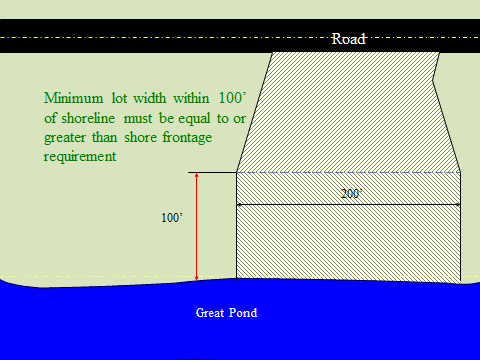 Road
Minimum lot width within 100’
of shoreline must be equal to or
greater than shore frontage
requirement
200’
100’
Great Pond